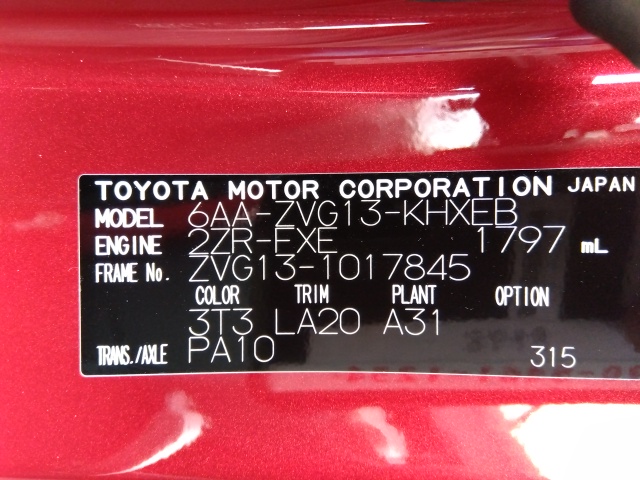 TOYOTA MOTOR CORPORATION JAPAN
MODEL 6AA-ZVG13-KHXEB
ENGINE 2ZR-FXE 1797 mL
FRAME No. ZVG13-1017845
COLOR TRIM PLANT OPTION
3T3 LA20 A31
TRANS./AXLE PA10 315